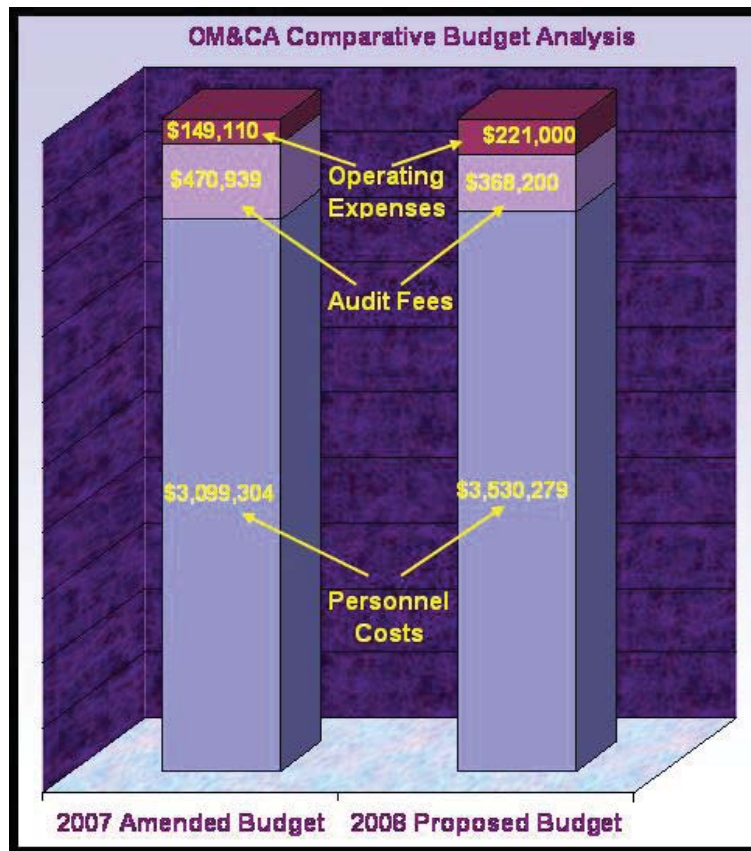 OM&CA Comparative Budget Analysis
$149,110
$221,000
Operating
Expenses
$470,939
$368,200
Audit Fees
$3,099,304
$3,530,279
Personnel
Costs
2007 Amended Budget
2008 Proposed Budget